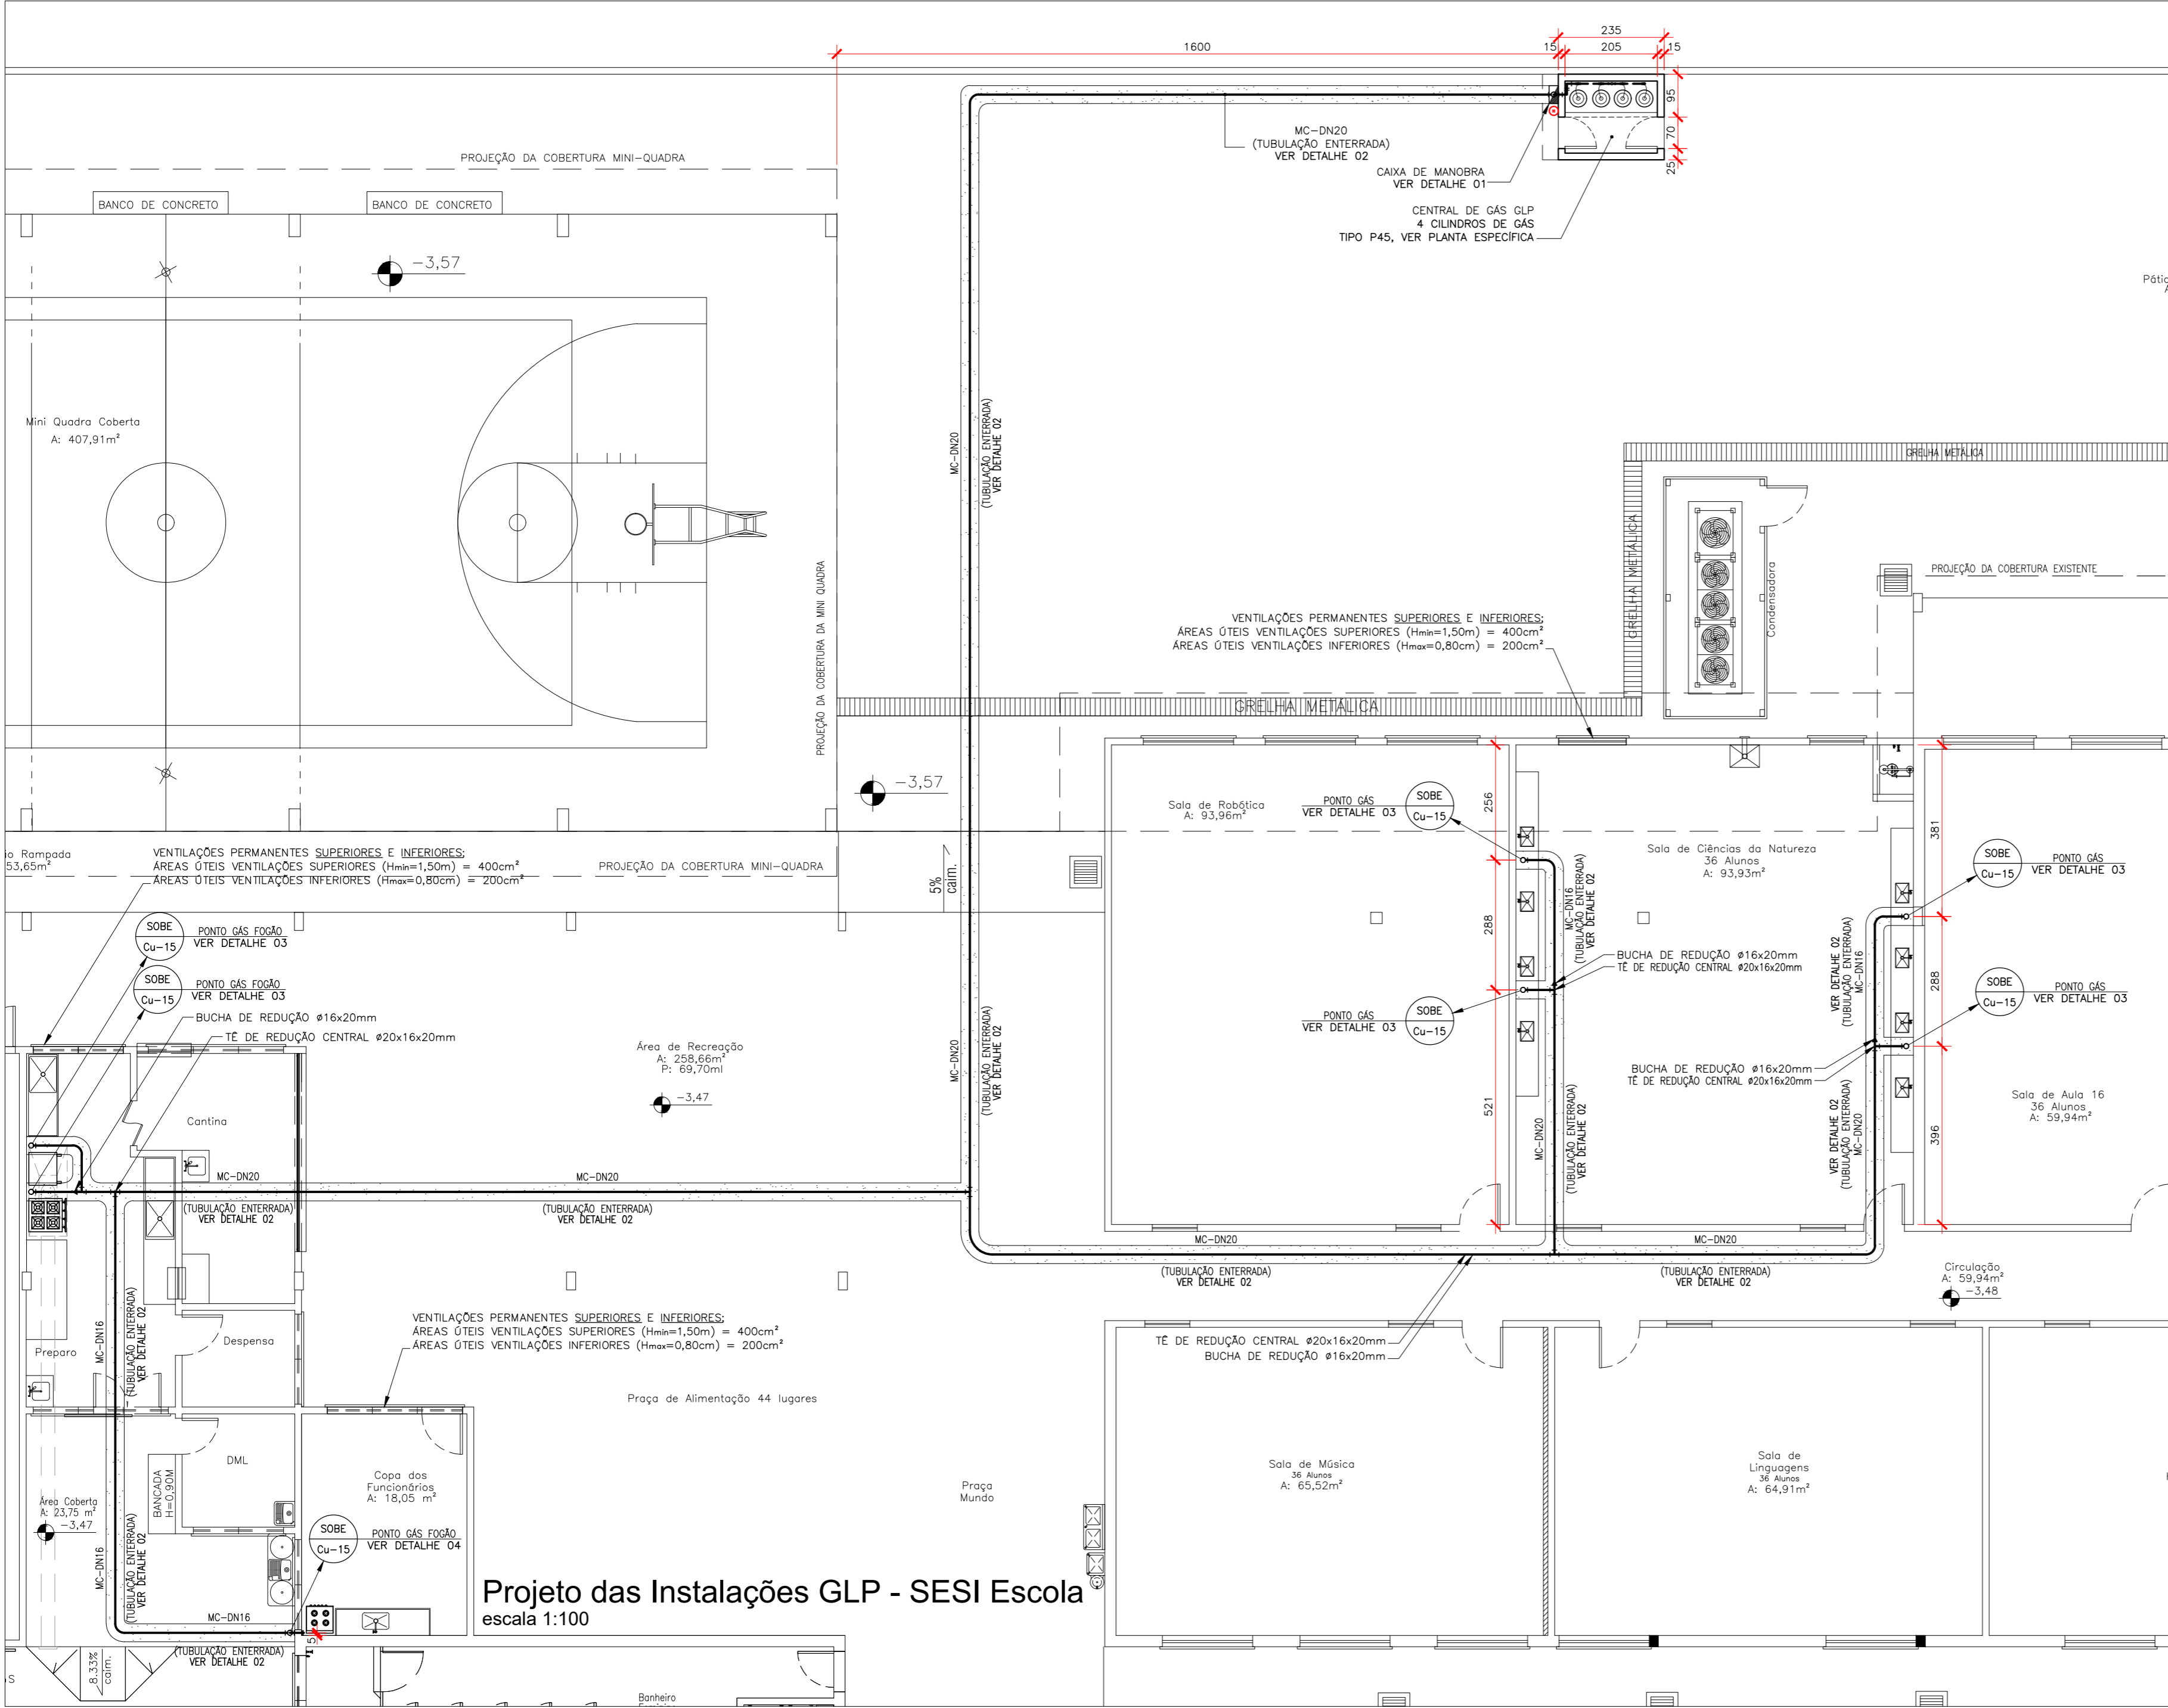 235
1600
15
205
15
95
70
25
MC-DN20
(TUBULAÇÃO ENTERRADA)
VER DETALHE 02
CAIXA DE MANOBRA
VER DETALHE 01
CENTRAL DE GÁS GLP
4 CILINDROS DE GÁS
TIPO P45, VER PLANTA ESPECÍFICA
PROJEÇÃO DA COBERTURA MINI-QUADRA
BANCO DE CONCRETO
BANCO DE CONCRETO
-3,57
Mini Quadra Coberta
A: 407,91m²
MC-DN20
(TUBULAÇÃO ENTERRADA)
VER DETALHE 02
PROJEÇÃO DA COBERTURA DA MINI QUADRA
GRELHA METÁLICA
GRELHA METÁLICA
Condensadora
PROJEÇÃO DA COBERTURA EXISTENTE
VENTILAÇÕES PERMANENTES SUPERIORES E INFERIORES;
ÁREAS ÚTEIS VENTILAÇÕES SUPERIORES (Hmin=1,50m) = 400cm²
ÁREAS ÚTEIS VENTILAÇÕES INFERIORES (Hmax=0,80cm) = 200cm²
GRELHA METÁLICA
-3,57
Sala de Robótica
A: 93,96m²
PONTO GÁS
VER DETALHE 03
SOBE
Cu-15
256
288
521
Sala de Ciências da Natureza
36 Alunos
A: 93,93m²
381
288
396
SOBE
Cu-15
PONTO GÁS
VER DETALHE 03
io Rampada
53,65m²
VENTILAÇÕES PERMANENTES SUPERIORES E INFERIORES;
ÁREAS ÚTEIS VENTILAÇÕES SUPERIORES (Hmin=1,50m) = 400cm²
ÁREAS ÚTEIS VENTILAÇÕES INFERIORES (Hmax=0,80cm) = 200cm²
PROJEÇÃO DA COBERTURA MINI-QUADRA
5%
caim.
SOBE
Cu-15
PONTO GÁS FOGÃO
VER DETALHE 03
SOBE
Cu-15
PONTO GÁS FOGÃO
VER DETALHE 03
BUCHA DE REDUÇÃO ø16x20mm
TÊ DE REDUÇÃO CENTRAL ø20x16x20mm
MC-DN16
(TUBULAÇÃO ENTERRADA)
VER DETALHE 02
BUCHA DE REDUÇÃO ø16x20mm
TÊ DE REDUÇÃO CENTRAL ø20x16x20mm
VER DETALHE 02
(TUBULAÇÃO ENTERRADA)
MC-DN16
SOBE
Cu-15
PONTO GÁS
VER DETALHE 03
PONTO GÁS
VER DETALHE 03
SOBE
Cu-15
BUCHA DE REDUÇÃO ø16x20mm
TÊ DE REDUÇÃO CENTRAL ø20x16x20mm
Área de Recreação
A: 258,66m²
P: 69,70ml
-3,47
MC-DN20
(TUBULAÇÃO ENTERRADA)
VER DETALHE 02
MC-DN20
(TUBULAÇÃO ENTERRADA)
VER DETALHE 02
VER DETALHE 02
(TUBULAÇÃO ENTERRADA)
MC-DN20
Sala de Aula 16
36 Alunos
A: 59,94m²
Cantina
MC-DN20
(TUBULAÇÃO ENTERRADA)
VER DETALHE 02
MC-DN20
(TUBULAÇÃO ENTERRADA)
VER DETALHE 02
MC-DN20
(TUBULAÇÃO ENTERRADA)
VER DETALHE 02
MC-DN20
(TUBULAÇÃO ENTERRADA)
VER DETALHE 02
Circulação
A: 59,94m²
-3,48
MC-DN16
(TUBULAÇÃO ENTERRADA)
VER DETALHE 02
Preparo
Despensa
VENTILAÇÕES PERMANENTES SUPERIORES E INFERIORES;
ÁREAS ÚTEIS VENTILAÇÕES SUPERIORES (Hmin=1,50m) = 400cm²
ÁREAS ÚTEIS VENTILAÇÕES INFERIORES (Hmax=0,80cm) = 200cm²
TÊ DE REDUÇÃO CENTRAL ø20x16x20mm
BUCHA DE REDUÇÃO ø16x20mm
Praça de Alimentação 44 lugares
DML
BANCADA
H=0,90M
Copa dos
Funcionários
A: 18,05 m²
Área Coberta
A: 23,75 m²
-3,47
SOBE
Cu-15
PONTO GÁS FOGÃO
VER DETALHE 04
Praça
Mundo
Sala de Música
36 Alunos
A: 65,52m²
Sala de
Linguagens
36 Alunos
A: 64,91m²
MC-DN16
(TUBULAÇÃO ENTERRADA)
VER DETALHE 02
MC-DN16
(TUBULAÇÃO ENTERRADA)
VER DETALHE 02
5
8.33%
caim.
Projeto das Instalações GLP - SESI Escola
escala 1:100
Banheiro